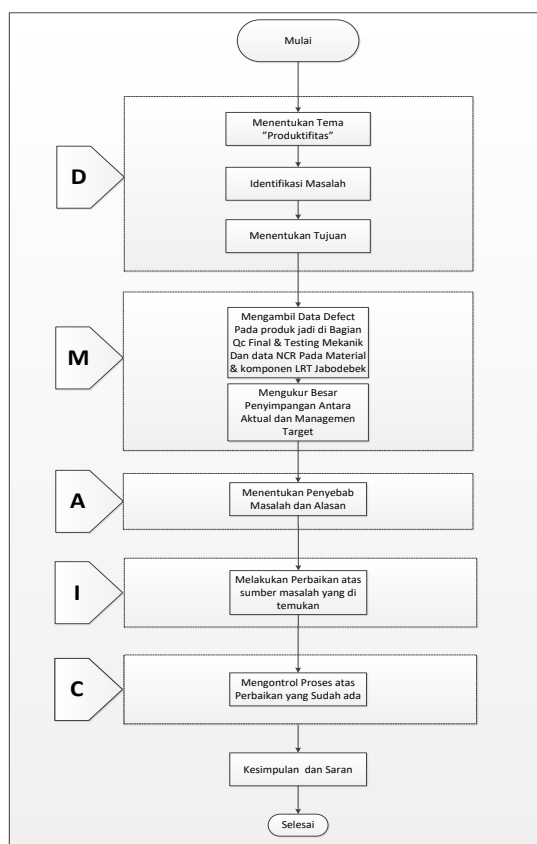 Mulai
Menentukan Tema
"Produktifitas"
D
Identifikasi Masalah
Menentukan Tujuan
Mengambil Data Defect
Pada produk jadi di Bagian
Qc Final & Testing Mekanik
Dan data NCR Pada Material
& komponen LRT Jabodebek
M
Mengukur Besar
Penyimpangan Antara
Aktual dan Managemen
Target
A
Menentukan Penyebab
Masalah dan Alasan
I
Melakukan Perbaikan atas
sumber masalah yang di
temukan
C
Mengontrol Proses atas
Perbaikan yang Sudah ada
Kesimpulan dan Saran
Selesai